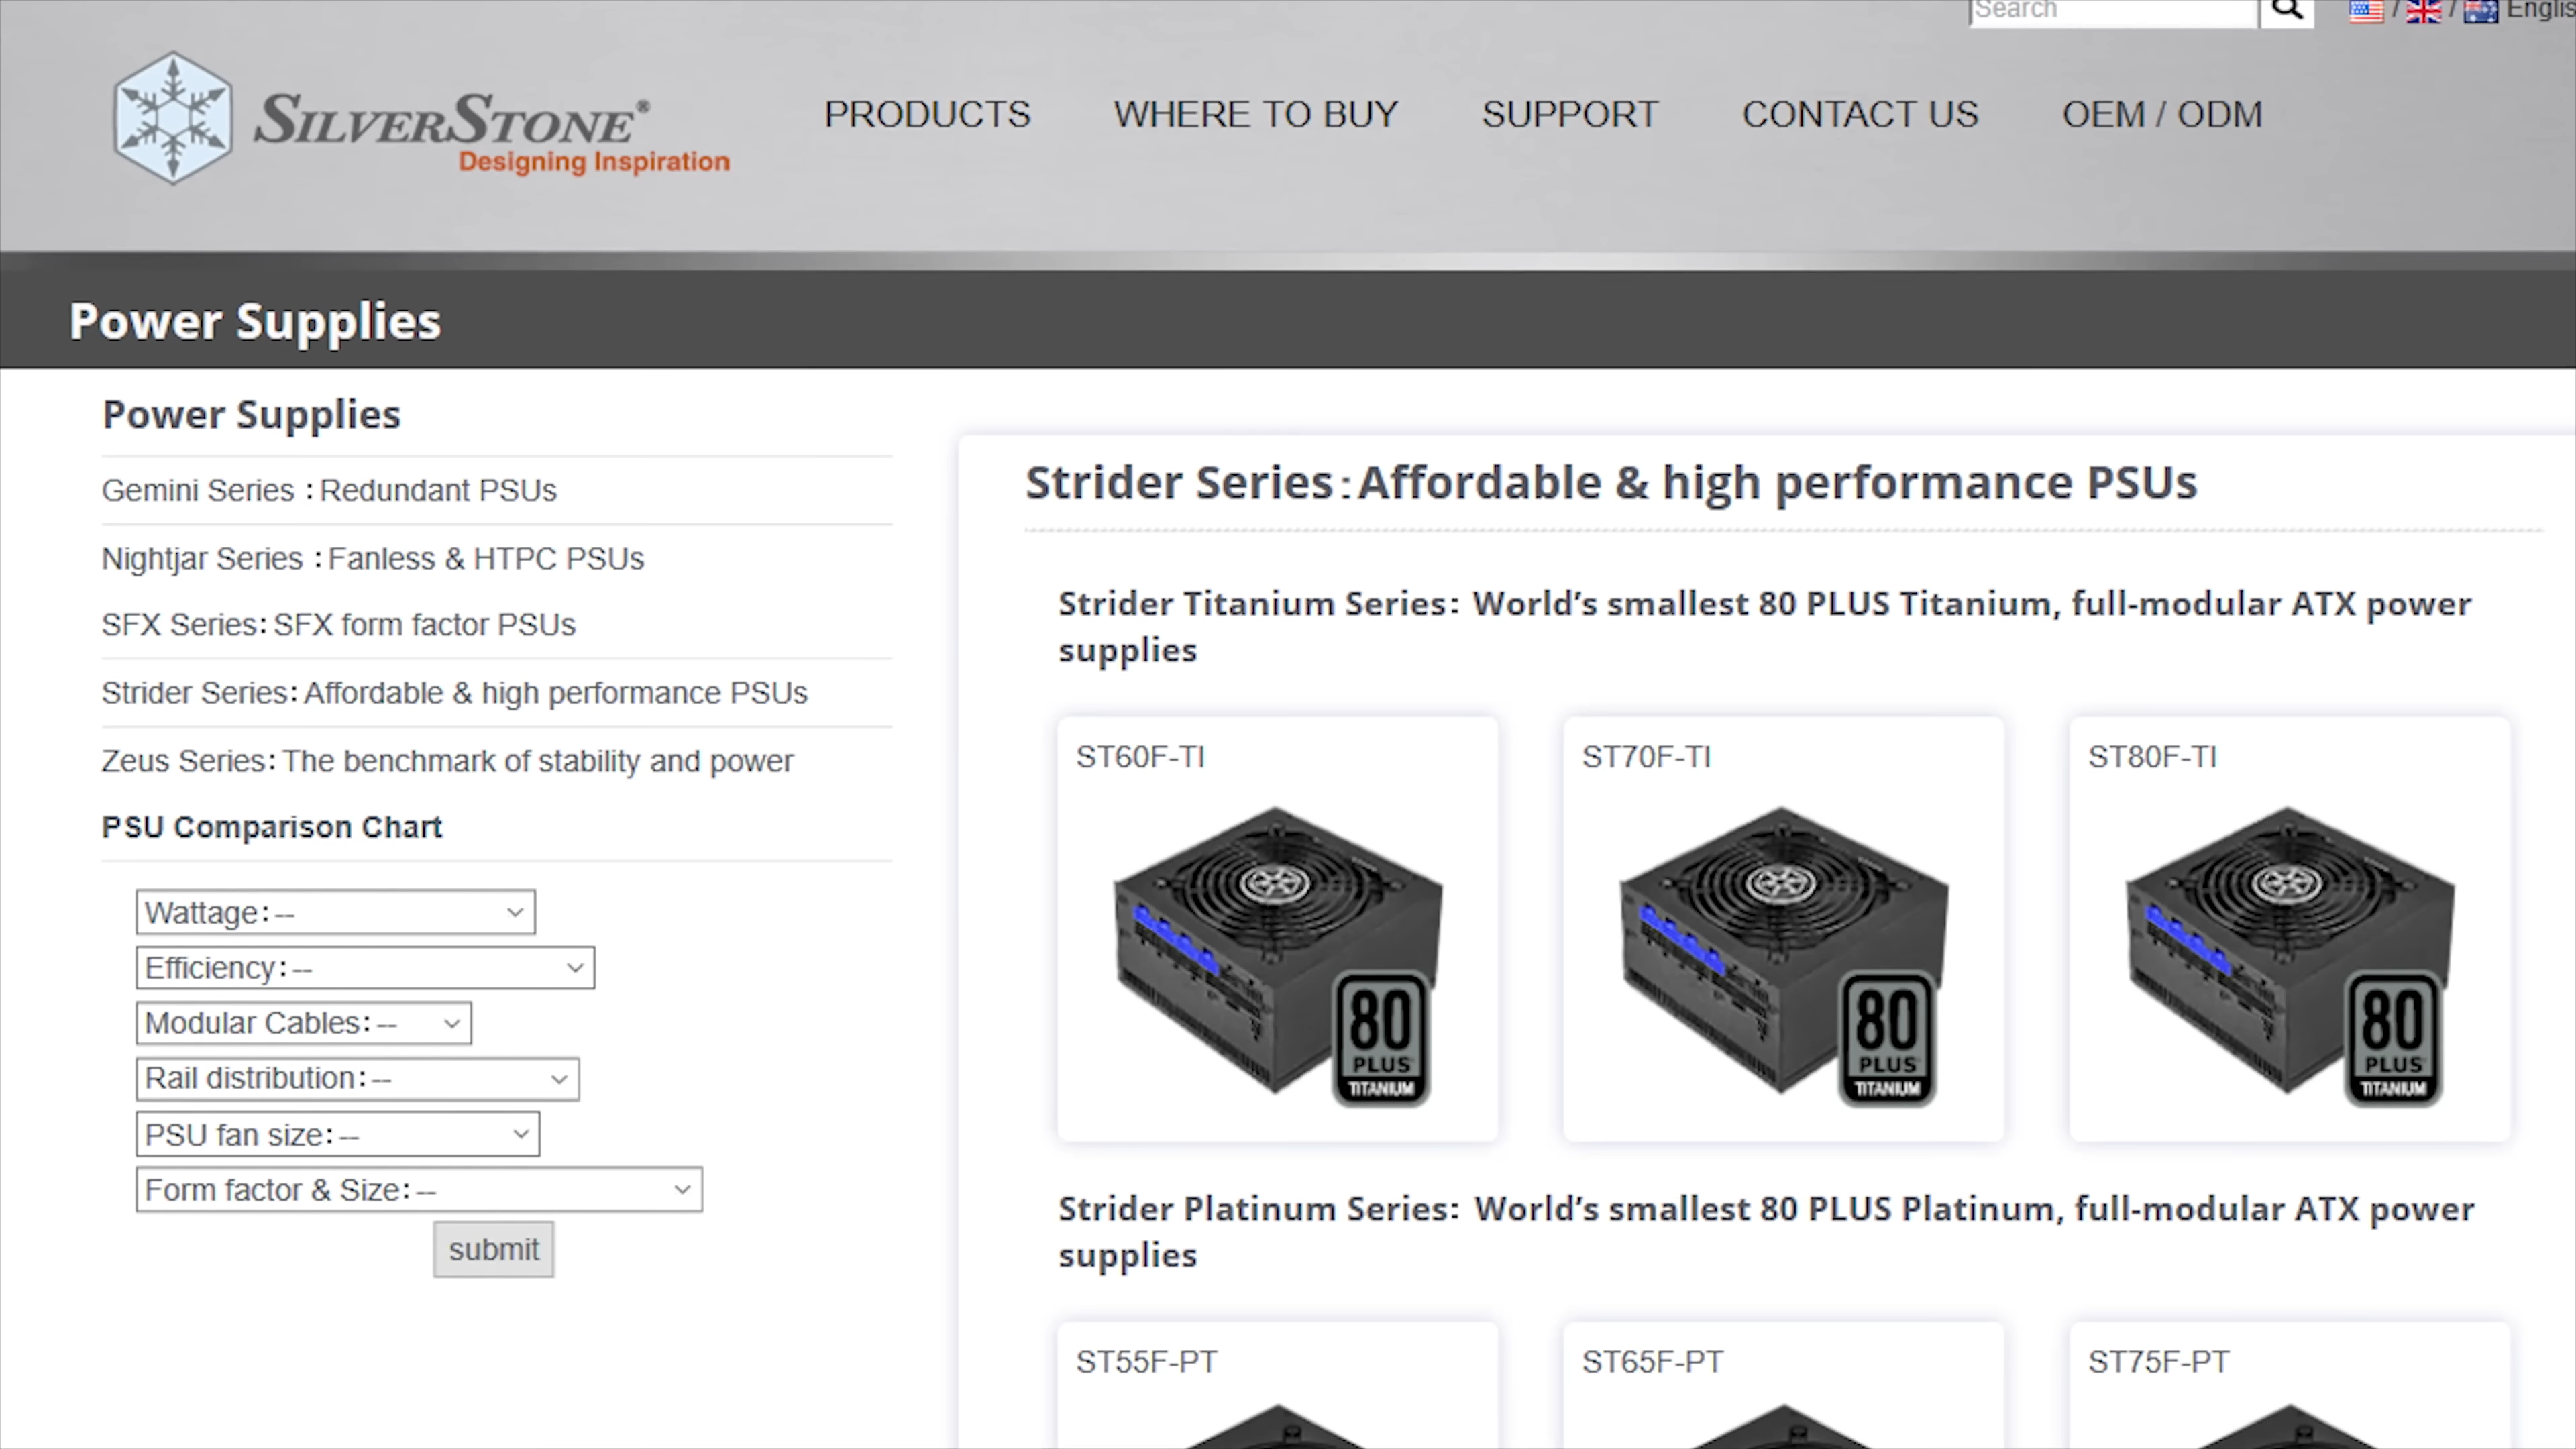 Search
/ / Englis
SILVERSTONE®
Designing Inspiration
PRODUCTS WHERE TO BUY SUPPORT CONTACT US OEM / ODM
Power Supplies
Power Supplies
Gemini Series : Redundant PSUs
Nightjar Series : Fanless & HTPC PSUs
SFX Series: SFX form factor PSUs
Strider Series: Affordable & high performance PSUs
Zeus Series: The benchmark of stability and power
PSU Comparison Chart
Wattage: --
Efficiency: --
Modular Cables: --
Rail distribution: --
PSU fan size: --
Form factor & Size: --
submit
Strider Series : Affordable & high performance PSUs
Strider Titanium Series: World's smallest 80 PLUS Titanium, full-modular ATX power
supplies
ST60F-TI
80
PLUS
TITANIUM
ST70F-TI
80
PLUS
TITANIUM
ST80F-TI
80
PLUS
TITANIUM
Strider Platinum Series: World's smallest 80 PLUS Platinum, full-modular ATX power
supplies
ST55F-PT
ST65F-PT
ST75F-PT